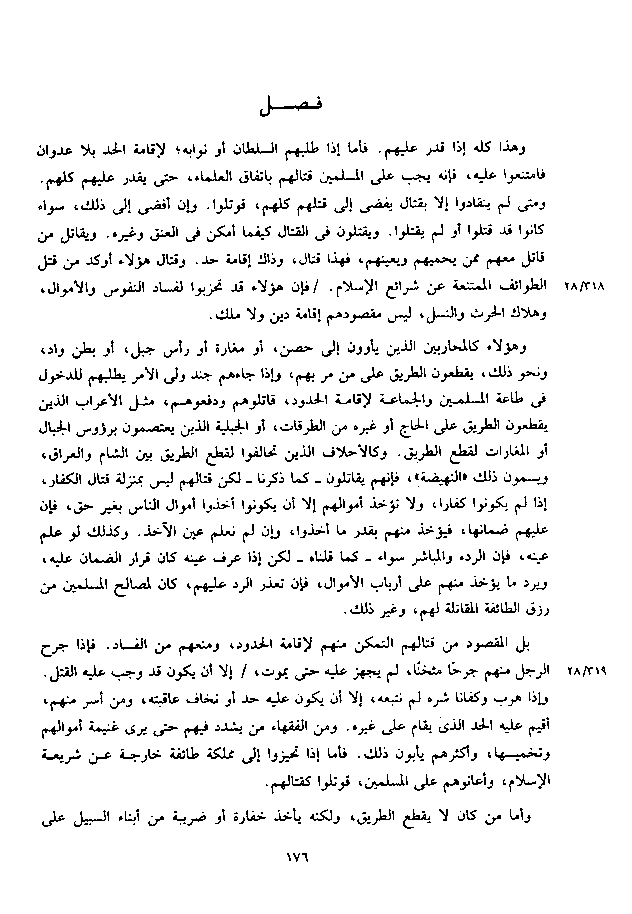 فصــــل
وهذا كله إذا قدر عليهم. فأما إذا طلبهم السلطان أو نوابه؛ لإقامة الحد بلا عدوان
فامتنعوا عليه، فإنه يجب على المسلمين قتالهم باتفاق العلماء، حتى يقدر عليهم كلهم.
ومتى لم ينقادوا إلا بقتال يفضى إلى قتلهم كلهم، قوتلوا. وإن أفضى إلى ذلك، سواء
كانوا قد قتلوا أو لم يقتلوا. ويقتلون فى القتال كيفما أمكن فى العنق وغيره. ويقاتل من
قاتل معهم ممن يحميهم ويعينهم، فهذا قتال، وذاك إقامة حد. وقتال هؤلاء أوكد من قتل
الطوائف الممتنعة عن شرائع الإسلام. / فإن هؤلاء قد تحزبوا لفساد النفوس والأموال، ٢٨/٣١٨
وهلاك الحرث والنسل، ليس مقصودهم إقامة دين ولا ملك.
وهؤلاء كالمحاربين الذين يأوون إلى حصن، أو مغارة أو رأس جبل، أو بطن واد،
ونحو ذلك، يقطعون الطريق على من مر بهم، وإذا جاءهم جند ولى الأمر يطلبهم للدخول
فى طاعة المسلمين والجماعة لإقامة الحدود، قاتلوهم ودفعوهم، مثل الأعراب الذين
يقطعون الطريق على الحاج أو غيره من الطرقات، أو الجبلية الذين يعتصمون برؤوس الجبال
أو المغارات لقطع الطريق. وكالأحلاف الذين تحالفوا لقطع الطريق بين الشام والعراق،
ويسمون ذلك «النهيضة»، فإنهم يقاتلون ـ كما ذكرنا ـ لكن قتالهم ليس بمنزلة قتال الكفار،
إذا لم يكونوا كفارا، ولا تؤخذ أموالهم إلا أن يكونوا أخذوا أموال الناس بغير حق، فإن
عليهم ضمانها، فيؤخذ منهم بقدر ما أخذوا، وإن لم نعلم عين الآخذ. وكذلك لو علم
عينه، فإن الردء والمباشر سواء ـ كما قلناه ـ لكن إذا عرف عينه كان قرار الضمان عليه،
ويرد ما يؤخذ منهم على أرباب الأموال، فإن تعذر الرد عليهم، كان لمصالح المسلمين من
رزق الطائفة المقاتلة لهم، وغير ذلك.
بل المقصود من قتالهم التمكن منهم لإقامة الحدود، ومنعهم من الفساد. فإذا جرح
الرجل منهم جرحًا مثخنًا، لم يجهز عليه حتى يموت، / إلا أن يكون قد وجب عليه القتل. ٢٨/٣١٩
وإذا هرب وكفانا شره لم نتبعه، إلا أن يكون عليه حد أو نخاف عاقبته، ومن أسر منهم،
أقيم عليه الحد الذى يقام على غيره. ومن الفقهاء من يشدد فيهم حتى يرى غنيمة أموالهم
وتخميسها، وأكثرهم يأبون ذلك. فأما إذا تحيزوا إلى مملكة طائفة خارجة عن شريعة
الإسلام، وأعانوهم على المسلمين، قوتلوا كقتالهم.
وأما من كان لا يقطع الطريق، ولكنه يأخذ خفارة أو ضريبة من أبناء السبيل على
١٧٦